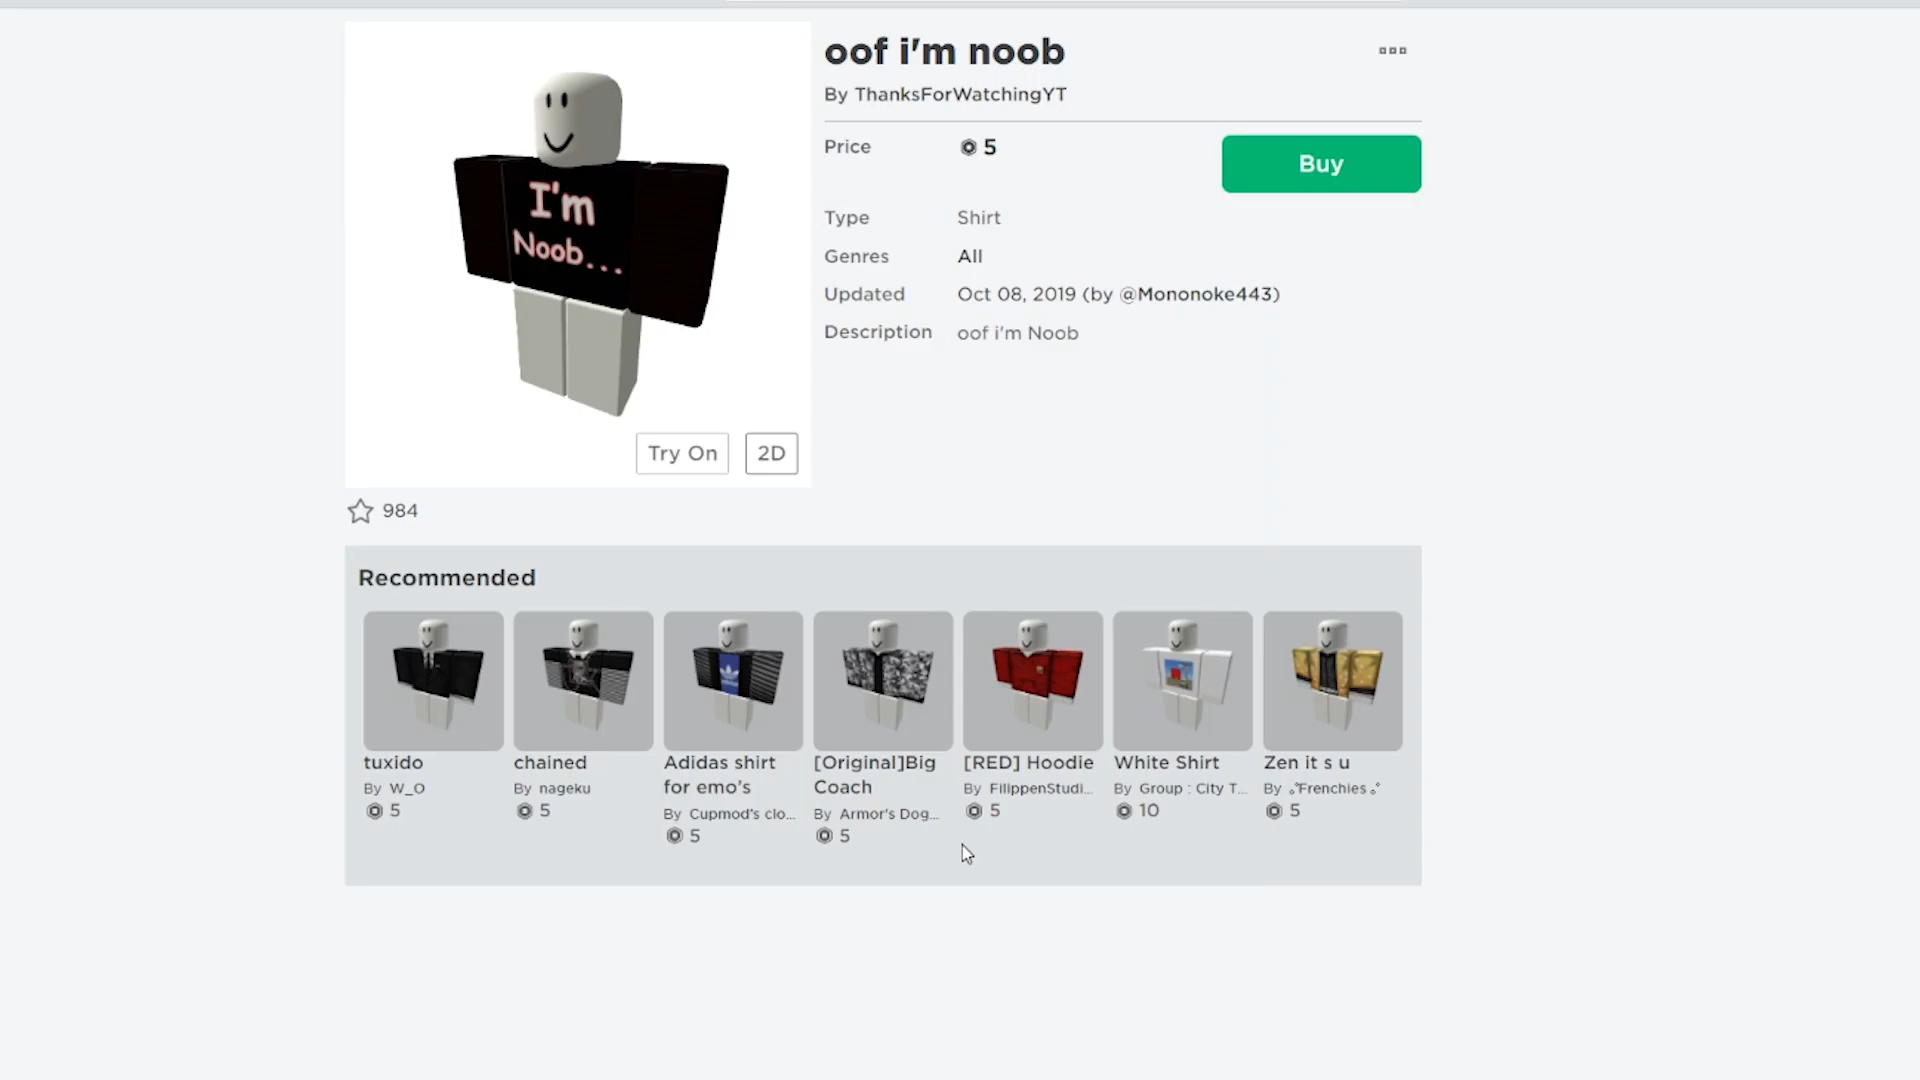 oof i'm noob
By ThanksForWatchingYT
Price 5
Buy
Type Shirt
Genres All
Updated Oct 08, 2019 (by @Mononoke443)
Description oof i'm Noob
I'm
Noob...
Try On 2D
984
Recommended
tuxido
By W_O
5
chained
By nageku
5
Adidas shirt
for emo's
By Cupmod's clo...
5
[Original]Big
Coach
By Armor's Dog...
5
[RED] Hoodie
By FilippenStudi...
5
White Shirt
By Group : City T...
10
Zen it s u
By ｡ﾟFrenchies ｡ﾟ
5